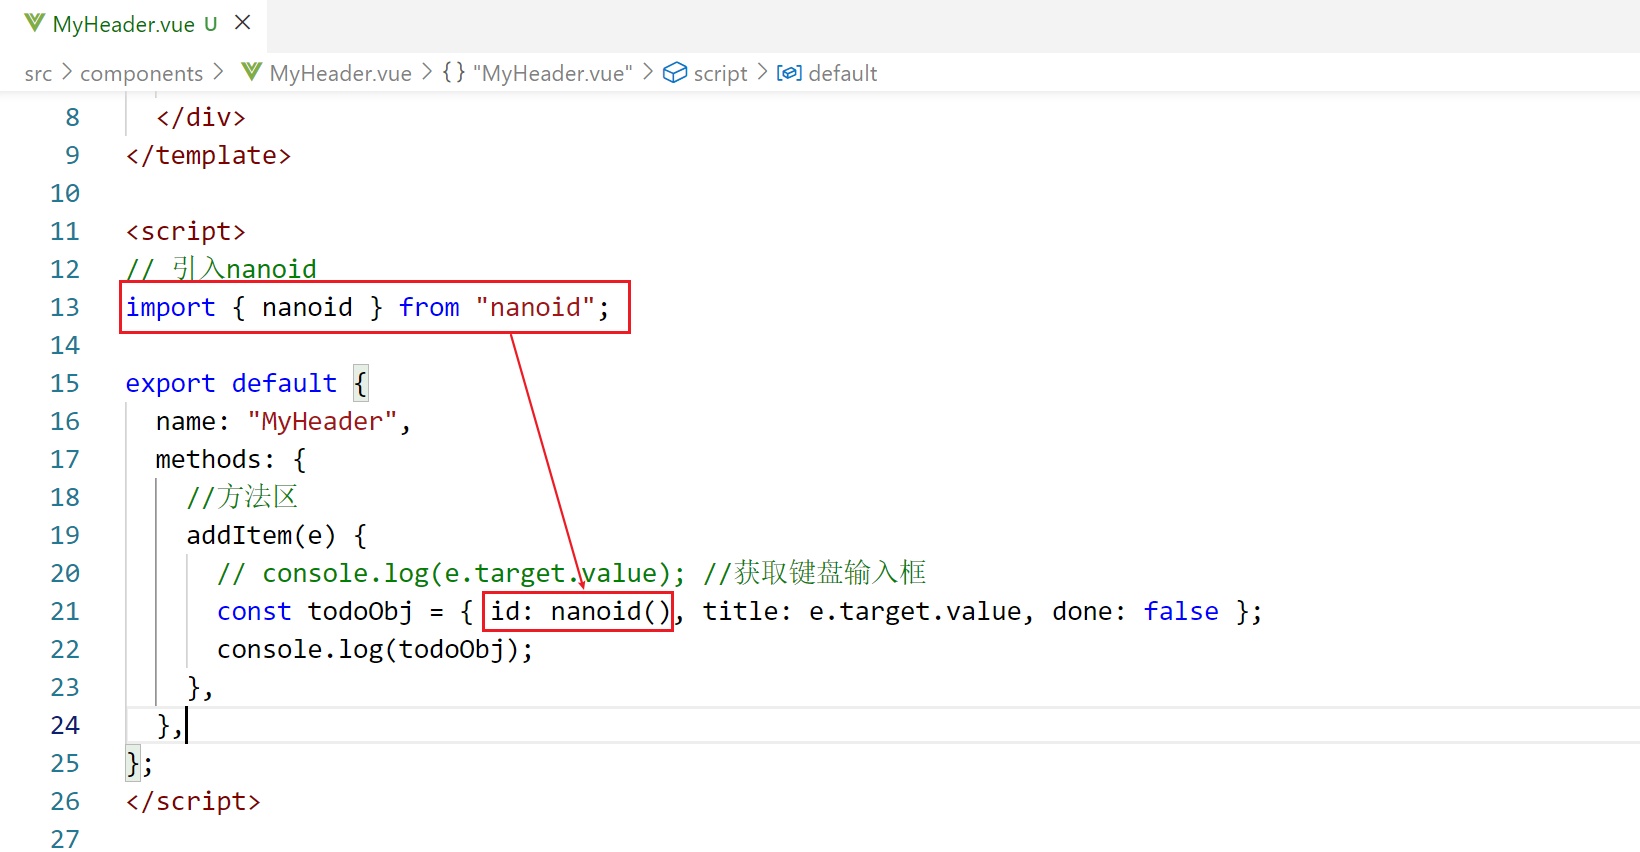 MyHeader.vue U
src > components > MyHeader.vue > {} "MyHeader.vue" > script > default
8 </div>
9 </template>
10
11 <script>
12 // 引入nanoid
13 import { nanoid } from "nanoid";
14
15 export default {
16 name: "MyHeader",
17 methods: {
18 //方法区
19 addItem(e) {
20 // console.log(e.target.value); //获取键盘输入框
21 const todoObj = { id: nanoid(), title: e.target.value, done: false };
22 console.log(todoObj);
23 },
24 },
25 };
26 </script>
27